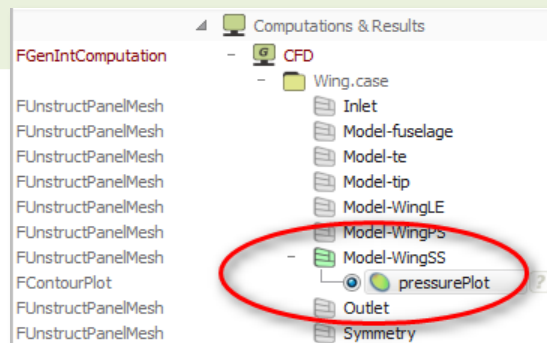 Computations & Results
FGenIntComputation - G CFD
- Wing.case
FUnstructPanelMesh Inlet
FUnstructPanelMesh Model-fuselage
FUnstructPanelMesh Model-te
FUnstructPanelMesh Model-tip
FUnstructPanelMesh Model-WingLE
FUnstructPanelMesh Model-WingPS
FUnstructPanelMesh - Model-WingSS
FContourPlot pressurePlot ?
FUnstructPanelMesh Outlet
FUnstructPanelMesh Symmetry